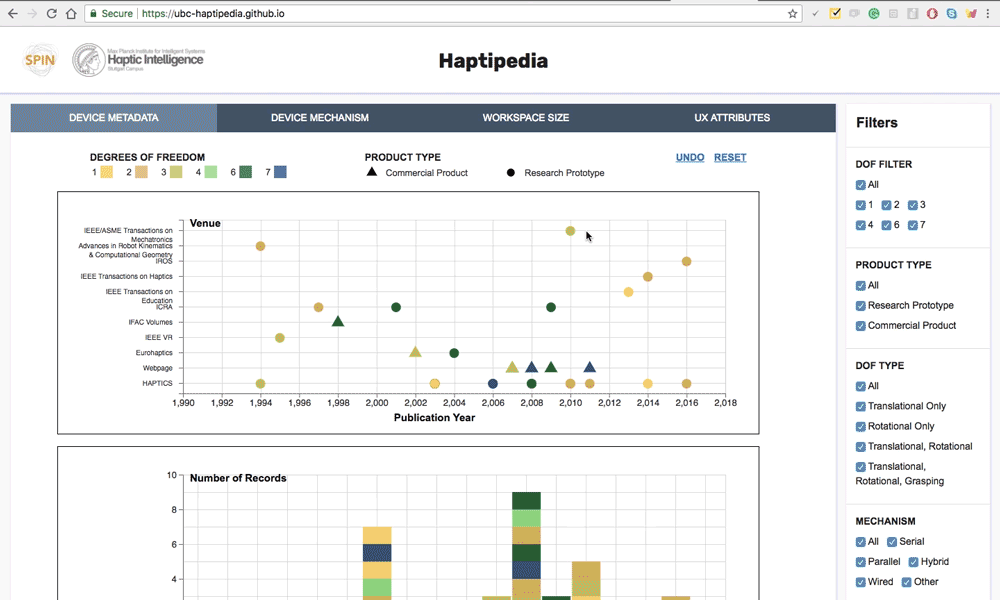 Secure https://ubc-haptipedia.github.io
SPIN
Max Planck Institute for Intelligent Systems
Haptic Intelligence
Stuttgart Campus
Haptipedia
DEVICE METADATA DEVICE MECHANISM WORKSPACE SIZE UX ATTRIBUTES
DEGREES OF FREEDOM
1 2 3 4 6 7
PRODUCT TYPE
Commercial Product Research Prototype
UNDO RESET
Venue
IEEE/ASME Transactions on
Mechatronics
Advances in Robot Kinematics
& Computational Geometry
IROS
IEEE Transactions on Haptics
IEEE Transactions on
Education
ICRA
IFAC Volumes
IEEE VR
Eurohaptics
Webpage
HAPTICS
1,990 1,992 1,994 1,996 1,998 2,000 2,002 2,004 2,006 2,008 2,010 2,012 2,014 2,016 2,018
Publication Year
Number of Records
10
8
6
4
Filters
DOF FILTER
All
1 2 3
4 6 7
PRODUCT TYPE
All
Research Prototype
Commercial Product
DOF TYPE
All
Translational Only
Rotational Only
Translational, Rotational
Translational,
Rotational, Grasping
MECHANISM
All Serial
Parallel Hybrid
Wired Other